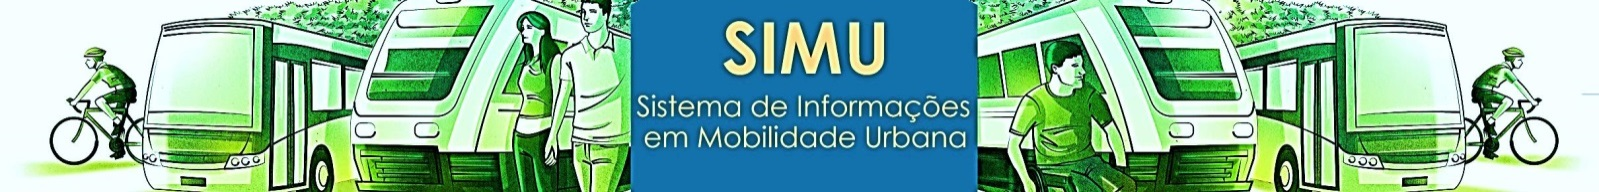 SIMU
Sistema de Informações
em Mobilidade Urbana